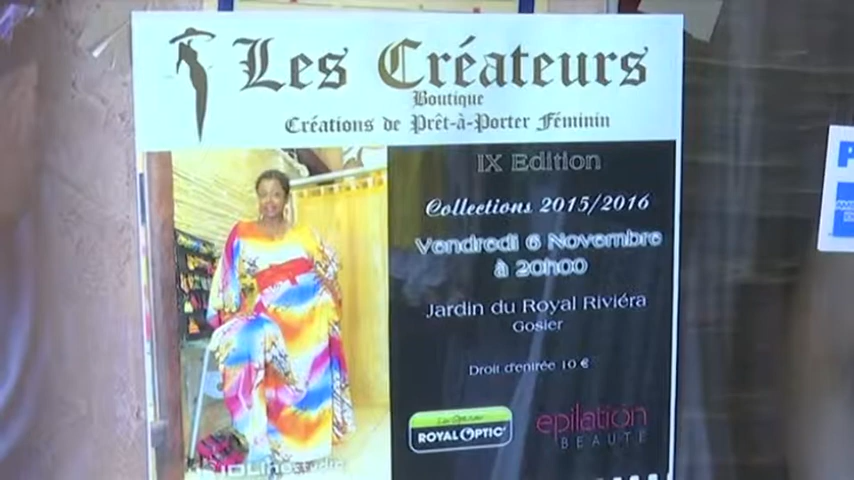 Les Créateurs
Boutique
Créations de Prêt-à-Porter Féminin
IX Edition
Collections 2015/2016
Vendredi 6 Novembre
à 20h00
Jardin du Royal Riviéra
Gosier
Droit d'entrée 10 €
ROYAL OPTIC
epilation
BEAUTE